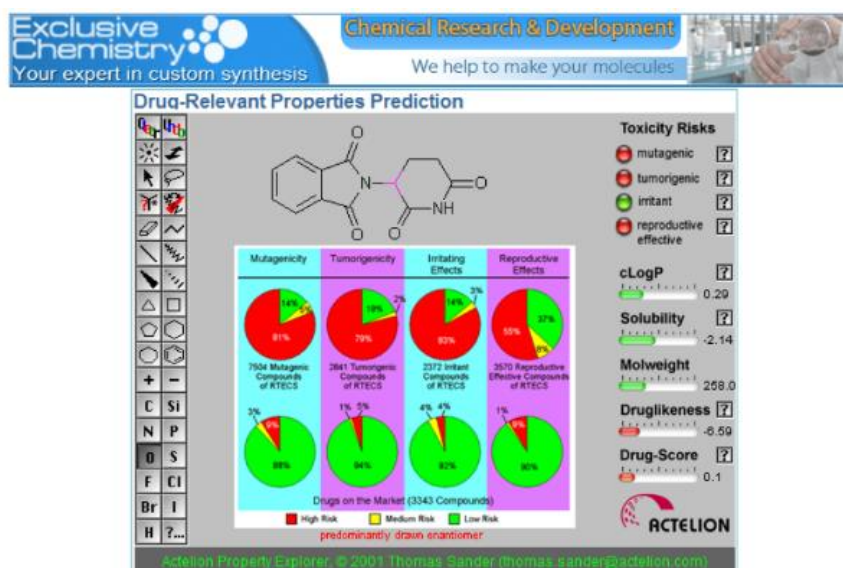 Exclusive
Chemistry
Your expert in custom synthesis
Chemical Research & Development
We help to make your molecules
Drug-Relevant Properties Prediction
O
O
N
O
NH
O
Toxicity Risks
mutagenic ?
tumorigenic ?
irritant ?
reproductive ?
effective
cLogP ?
0.29
Solubility ?
-2.14
Molweight ?
258.0
Druglikeness ?
-6.59
Drug-Score ?
0.1
ACTELION
+ −
C Si
N P
O S
F Cl
Br I
H ?...
Mutagenicity Tumorigenicity Irritating Effects Reproductive Effects
14% 5% 81%
19% 2% 79%
14% 3% 83%
37% 8% 55%
7504 Mutagenic Compounds of RTECS
2841 Tumorigenic Compounds of RTECS
2372 Irritant Compounds of RTECS
3570 Reproductive Effective Compounds of RTECS
3% 9% 88%
1% 5% 94%
4% 4% 92%
1% 9% 90%
Drugs on the Market (3343 Compounds)
High Risk Medium Risk Low Risk
predominantly drawn enantiomer
Actelion Property Explorer, © 2001 Thomas Sander (thomas.sander@actelion.com)